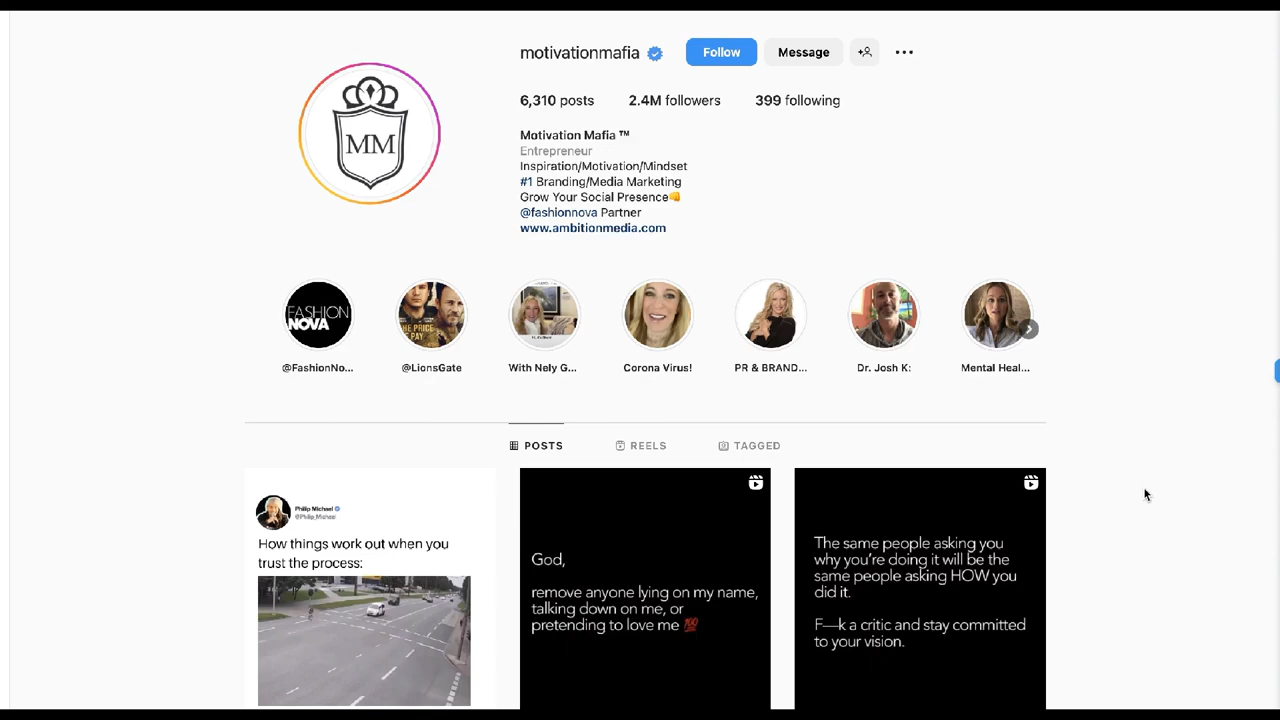 motivationmafia
Follow
Message
6,310 posts
2.4M followers
399 following
MM
Motivation Mafia ™
Entrepreneur
Inspiration/Motivation/Mindset
#1 Branding/Media Marketing
Grow Your Social Presence👊
@fashionnova Partner
www.ambitionmedia.com
FASHION
NOVA
HE PRICE
E PAY
@FashionNo...
@LionsGate
With Nely G...
Corona Virus!
PR & BRAND...
Dr. Josh K:
Mental Heal...
POSTS
REELS
TAGGED
Philip Michael
@Philip_Michael
How things work out when you
trust the process:
God,
remove anyone lying on my name,
talking down on me, or
pretending to love me 💯
The same people asking you
why you're doing it will be the
same people asking HOW you
did it.
F—k a critic and stay committed
to your vision.